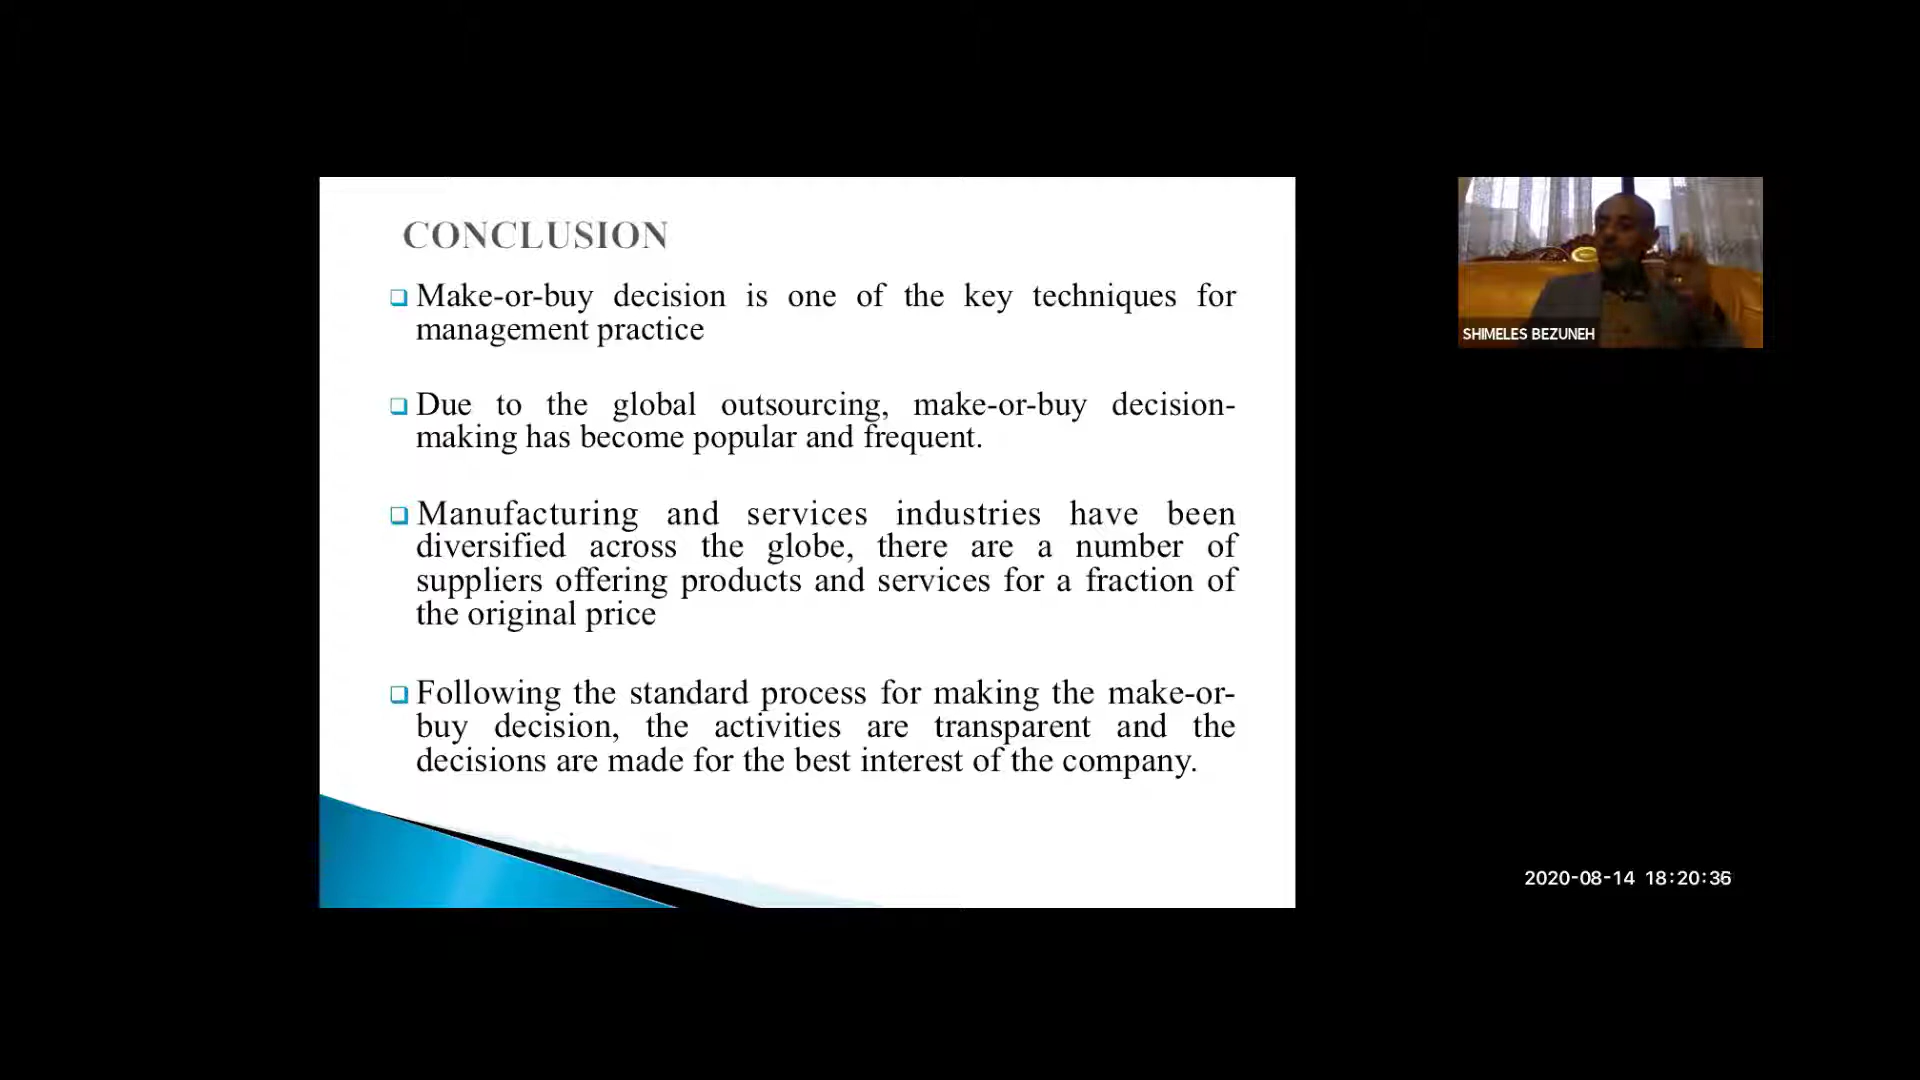 CONCLUSION
Make-or-buy decision is one of the key techniques for
management practice
Due to the global outsourcing, make-or-buy decision-
making has become popular and frequent.
Manufacturing and services industries have been
diversified across the globe, there are a number of
suppliers offering products and services for a fraction of
the original price
Following the standard process for making the make-or-
buy decision, the activities are transparent and the
decisions are made for the best interest of the company.
SHIMELES BEZUNEH
2020-08-14 18:20:36